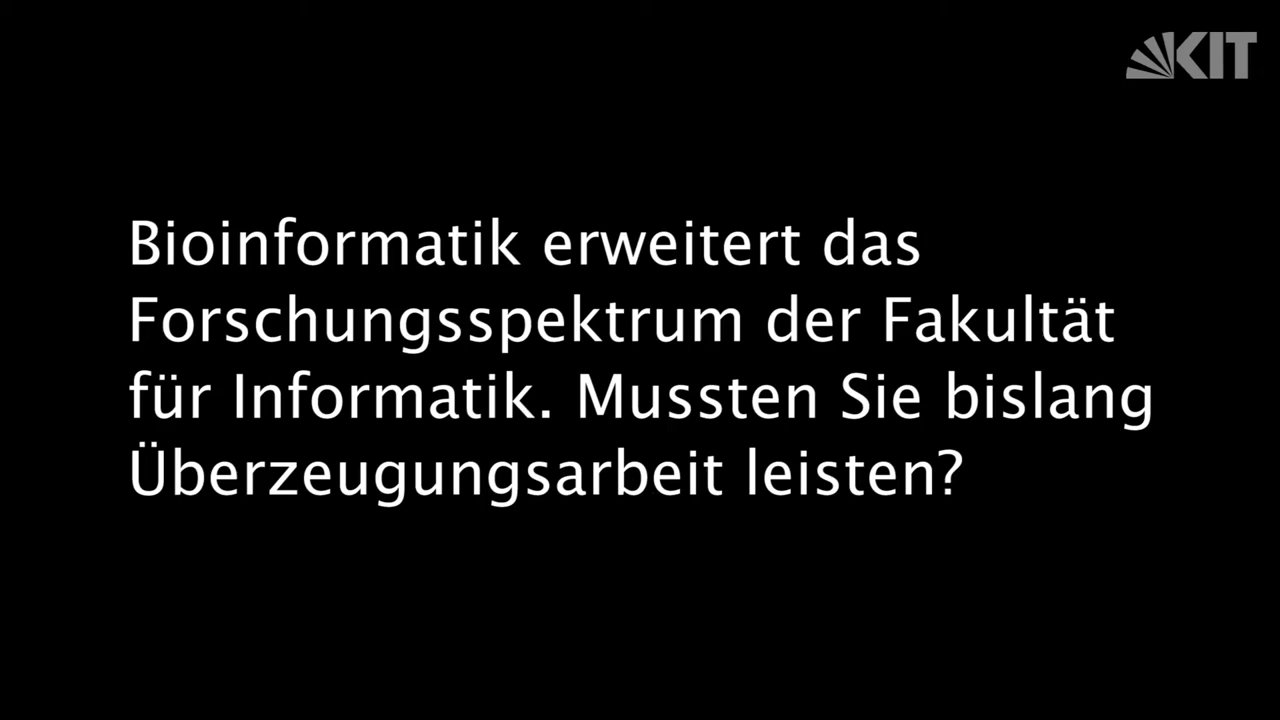 KIT
Bioinformatik erweitert das
Forschungsspektrum der Fakultät
für Informatik. Mussten Sie bislang
Überzeugungsarbeit leisten?